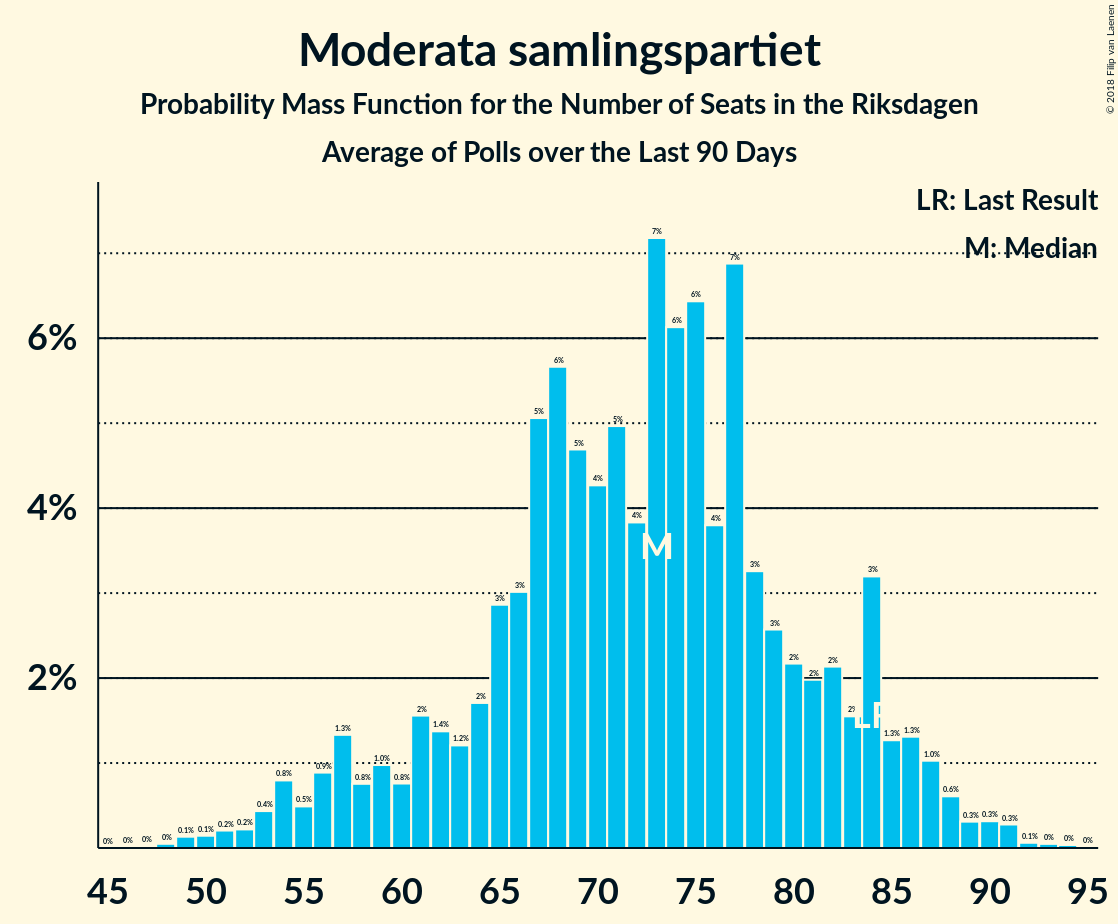 Moderata samlingspartiet
Probability Mass Function for the Number of Seats in the Riksdagen
Average of Polls over the Last 90 Days
© 2018 Filip van Laenen
LR: Last Result
M: Median
6%
4%
2%
0% 0% 0% 0% 0.1% 0.1% 0.2% 0.2% 0.4% 0.8% 0.5% 0.9% 1.3% 0.8% 1.0% 0.8% 2% 1.4% 1.2% 2% 3% 3% 5% 6% 5% 4% 5% 4% 7% 6% 6% 4% 7% 3% 3% 2% 2% 2% 2% 3% 1.3% 1.3% 1.0% 0.6% 0.3% 0.3% 0.3% 0.1% 0% 0% 0%
M
LR
45 50 55 60 65 70 75 80 85 90 95